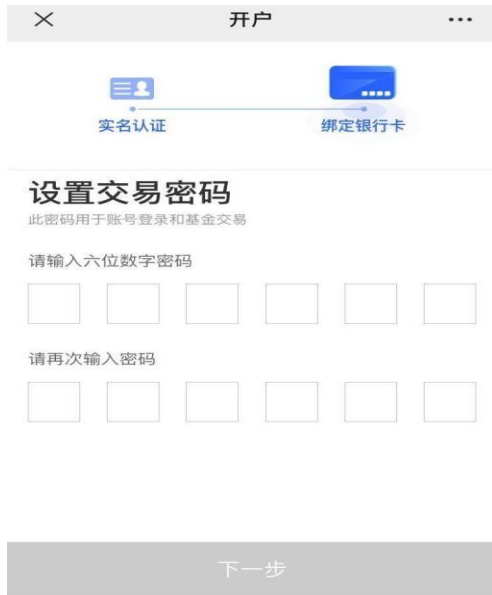 开户
实名认证 绑定银行卡
设置交易密码
此密码用于账号登录和基金交易
请输入六位数字密码
请再次输入密码
下一步